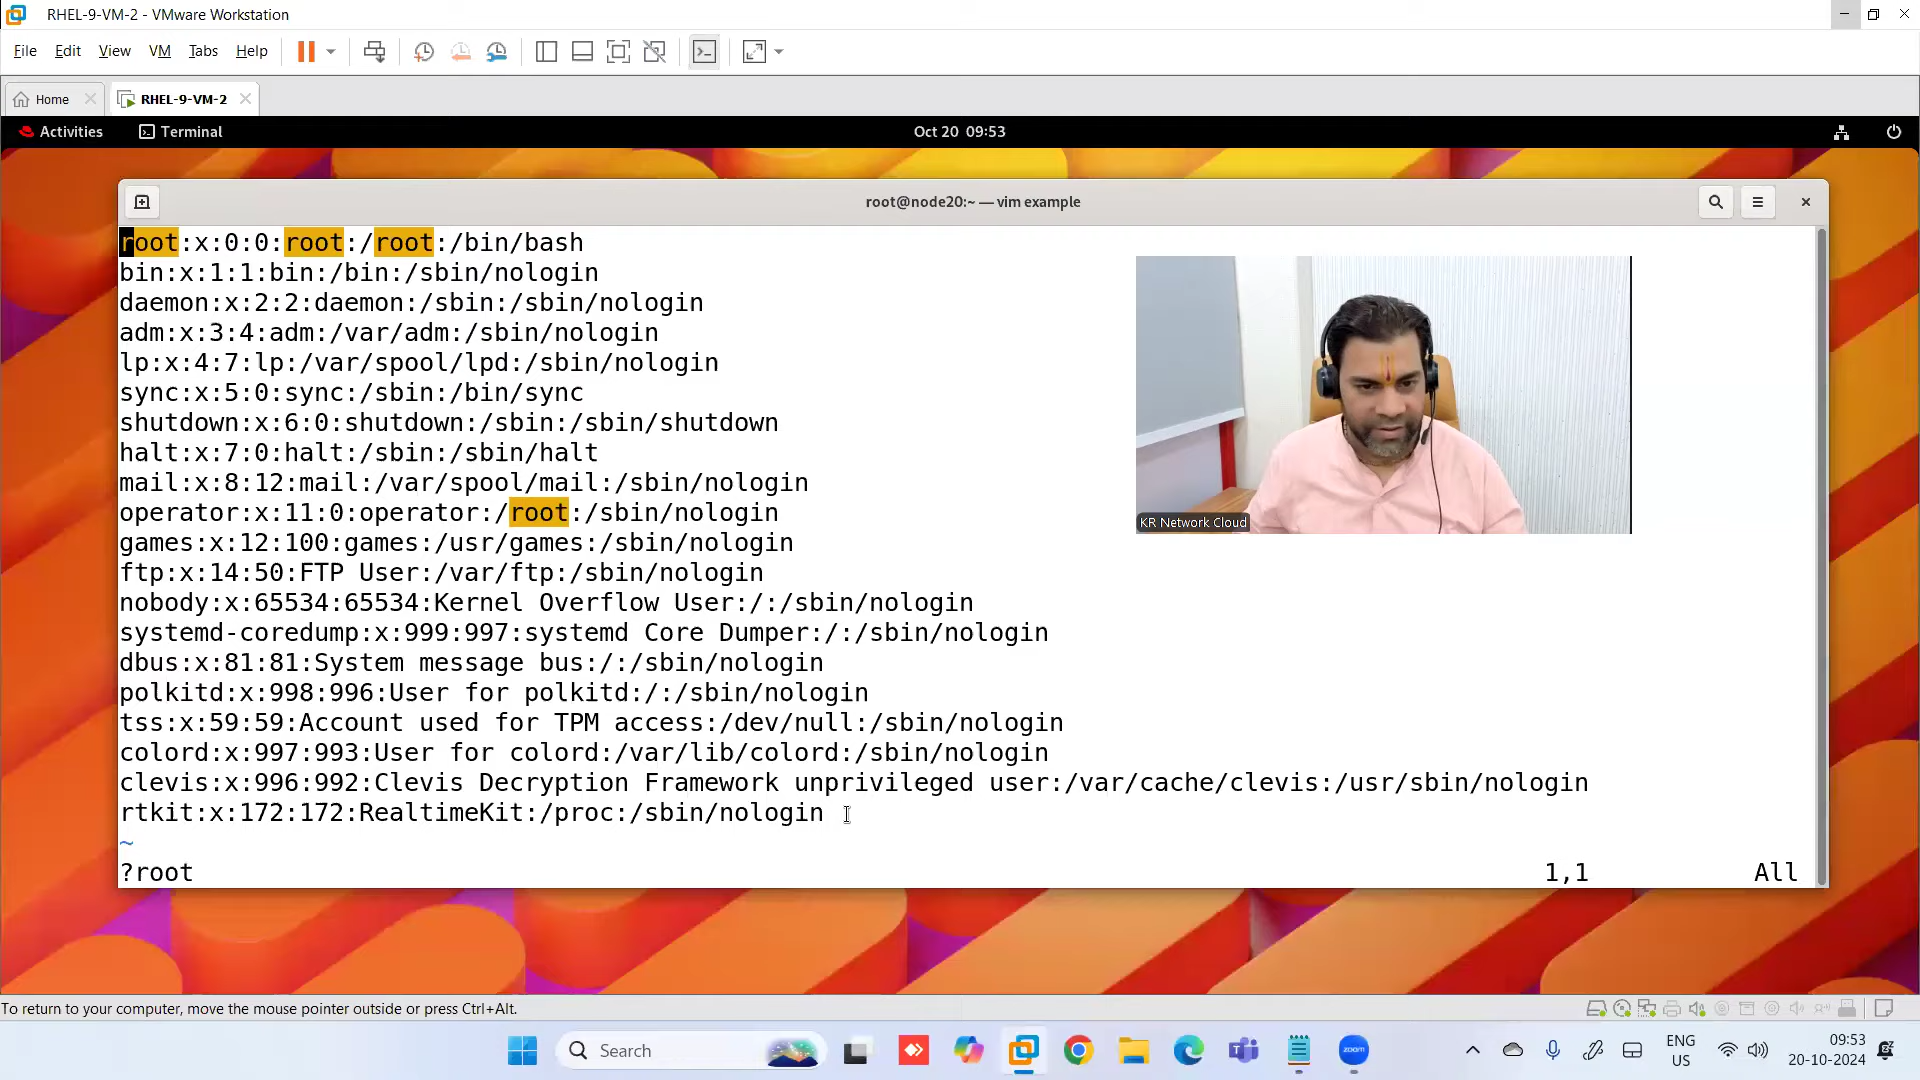 RHEL-9-VM-2 - VMware Workstation
File Edit View VM Tabs Help
Home RHEL-9-VM-2
Activities Terminal Oct 20 09:53
root@node20:~ — vim example
root:x:0:0:root:/root:/bin/bash
bin:x:1:1:bin:/bin:/sbin/nologin
daemon:x:2:2:daemon:/sbin:/sbin/nologin
adm:x:3:4:adm:/var/adm:/sbin/nologin
lp:x:4:7:lp:/var/spool/lpd:/sbin/nologin
sync:x:5:0:sync:/sbin:/bin/sync
shutdown:x:6:0:shutdown:/sbin:/sbin/shutdown
halt:x:7:0:halt:/sbin:/sbin/halt
mail:x:8:12:mail:/var/spool/mail:/sbin/nologin
operator:x:11:0:operator:/root:/sbin/nologin
games:x:12:100:games:/usr/games:/sbin/nologin
ftp:x:14:50:FTP User:/var/ftp:/sbin/nologin
nobody:x:65534:65534:Kernel Overflow User:/:/sbin/nologin
systemd-coredump:x:999:997:systemd Core Dumper:/:/sbin/nologin
dbus:x:81:81:System message bus:/:/sbin/nologin
polkitd:x:998:996:User for polkitd:/:/sbin/nologin
tss:x:59:59:Account used for TPM access:/dev/null:/sbin/nologin
colord:x:997:993:User for colord:/var/lib/colord:/sbin/nologin
clevis:x:996:992:Clevis Decryption Framework unprivileged user:/var/cache/clevis:/usr/sbin/nologin
rtkit:x:172:172:RealtimeKit:/proc:/sbin/nologin
~
?root 1,1 All
KR Network Cloud
To return to your computer, move the mouse pointer outside or press Ctrl+Alt.
Search
zoom
ENG
US
09:53
20-10-2024